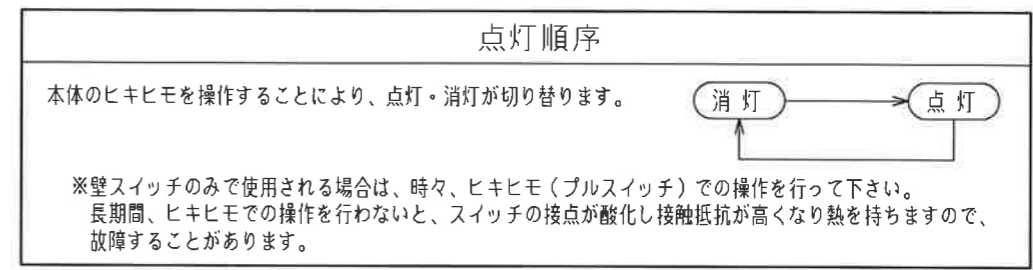 点灯順序
本体のヒキヒモを操作することにより、点灯・消灯が切り替ります。
消灯
点灯
※壁スイッチのみで使用される場合は、時々、ヒキヒモ(プルスイッチ)での操作を行って下さい。
長期間、ヒキヒモでの操作を行わないと、スイッチの接点が酸化し接触抵抗が高くなり熱を持ちますので、
故障することがあります。